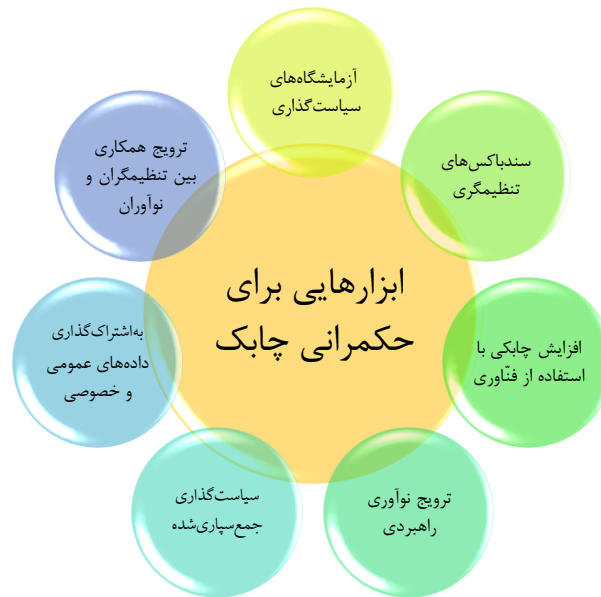 ابزارهایی برای
حکمرانی چابک
آزمایشگاه‌های
سیاست‌گذاری
سندباکس‌های
تنظیمگری
افزایش چابکی با
استفاده از فنّاوری
ترویج نوآوری
راهبردی
سیاست‌گذاری
جمع‌سپاری‌شده
به‌اشتراک‌گذاری
داده‌های عمومی
و خصوصی
ترویج همکاری
بین تنظیمگران و
نوآوران